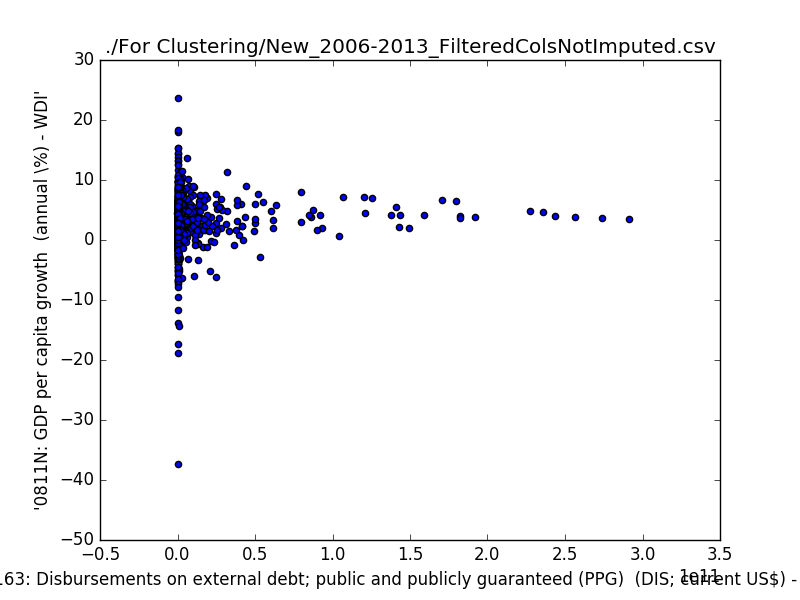 ./For Clustering/New_2006-2013_FilteredColsNotImputed.csv
30
20
10
0
−10
−20
−30
−40
−50
'0811N: GDP per capita growth  (annual \%) - WDI'
−0.5 0.0 0.5 1.0 1.5 2.0 2.5 3.0 3.5
1e11
163: Disbursements on external debt; public and publicly guaranteed (PPG)  (DIS; current US$) -